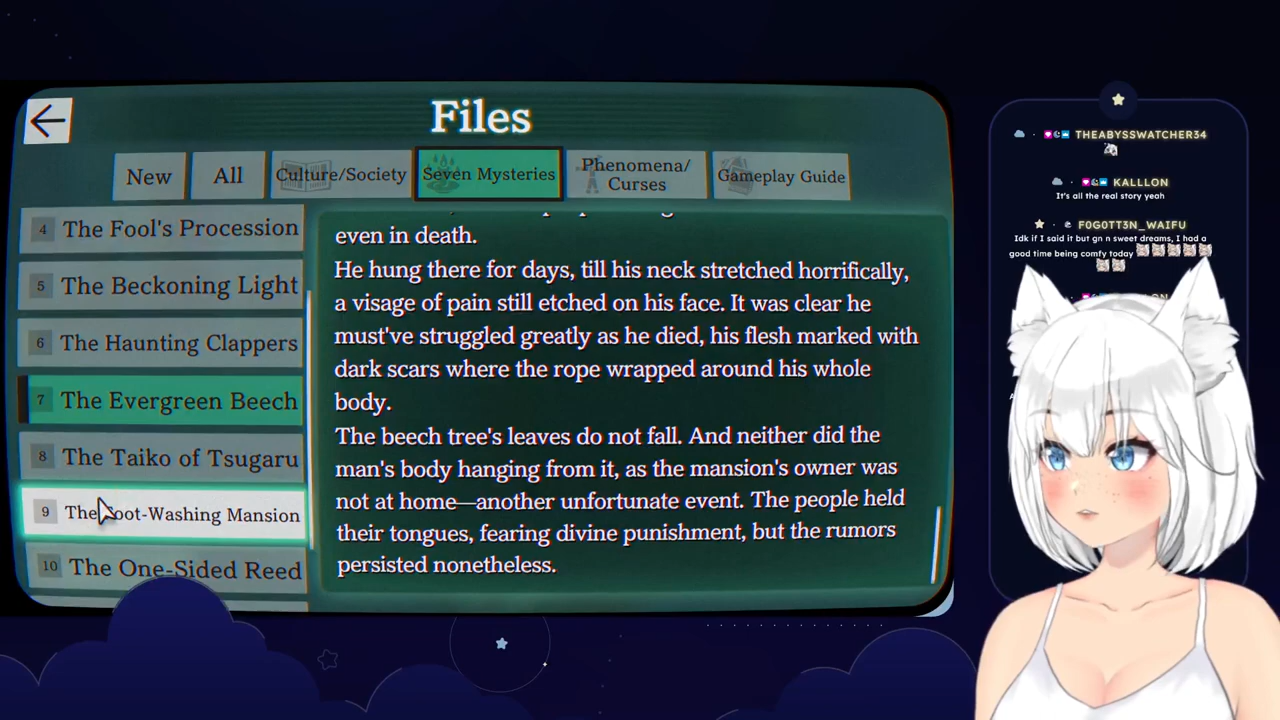 Files
New
All
Culture/Society
Seven Mysteries
Phenomena/
Curses
Gameplay Guide
4 The Fool's Procession
5 The Beckoning Light
6 The Haunting Clappers
7 The Evergreen Beech
8 The Taiko of Tsugaru
9 The Foot-Washing Mansion
10 The One-Sided Reed
even in death.
He hung there for days, till his neck stretched horrifically,
a visage of pain still etched on his face. It was clear he
must've struggled greatly as he died, his flesh marked with
dark scars where the rope wrapped around his whole
body.
The beech tree's leaves do not fall. And neither did the
man's body hanging from it, as the mansion's owner was
not at home—another unfortunate event. The people held
their tongues, fearing divine punishment, but the rumors
persisted nonetheless.
THEABYSSWATCHER34
KALLLON
It's all the real story yeah
F0G0TT3N_WAIFU
Idk if I said it but gn n sweet dreams, I had a
good time being comfy today